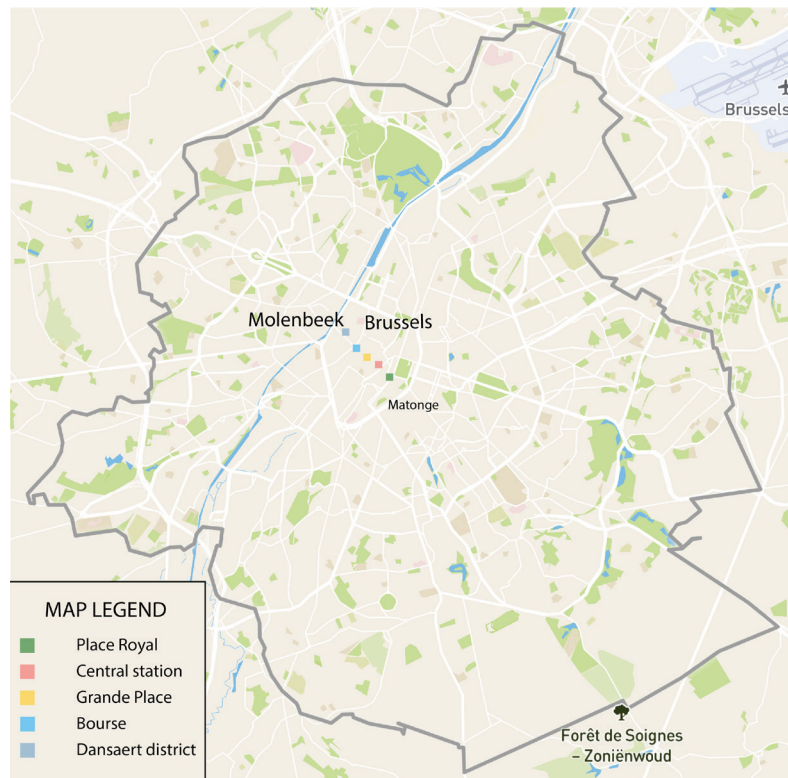 Brussels
Molenbeek
Brussels
Matonge
MAP LEGEND
Place Royal
Central station
Grande Place
Bourse
Dansaert district
Forêt de Soignes
– Zoniënwoud